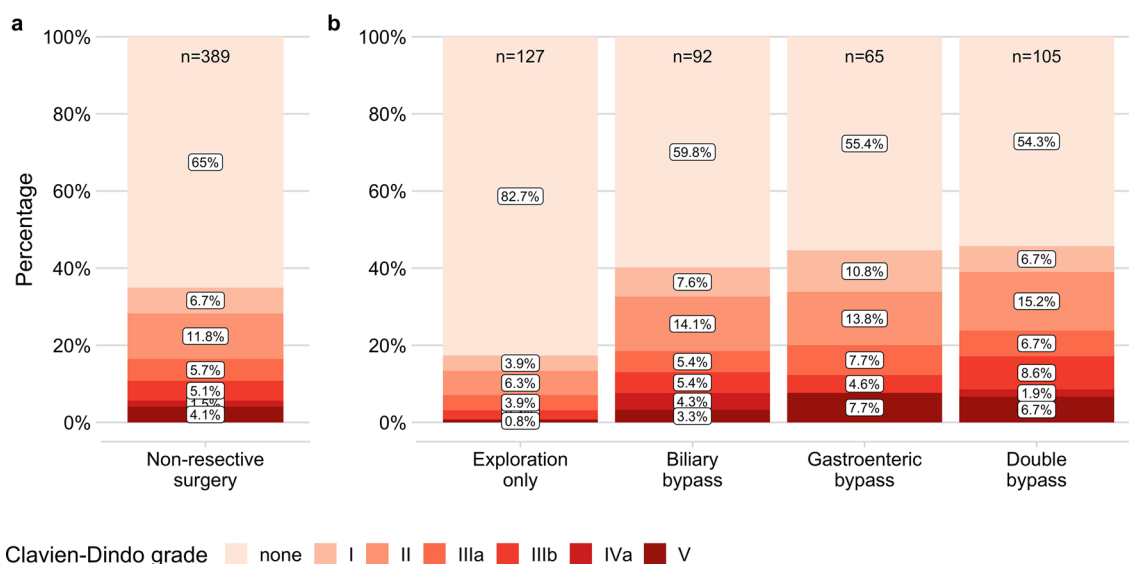 a
100%
80%
60%
40%
20%
0%
Percentage
n=389
65%
6.7%
11.8%
5.7%
5.1%
1.5%
4.1%
Non-resective
surgery
b
100%
80%
60%
40%
20%
0%
n=127
82.7%
3.9%
6.3%
3.9%
0.8%
Exploration
only
n=92
59.8%
7.6%
14.1%
5.4%
5.4%
4.3%
3.3%
Biliary
bypass
n=65
55.4%
10.8%
13.8%
7.7%
4.6%
7.7%
Gastroenteric
bypass
n=105
54.3%
6.7%
15.2%
6.7%
8.6%
1.9%
6.7%
Double
bypass
Clavien-Dindo grade none I II IIIa IIIb IVa V